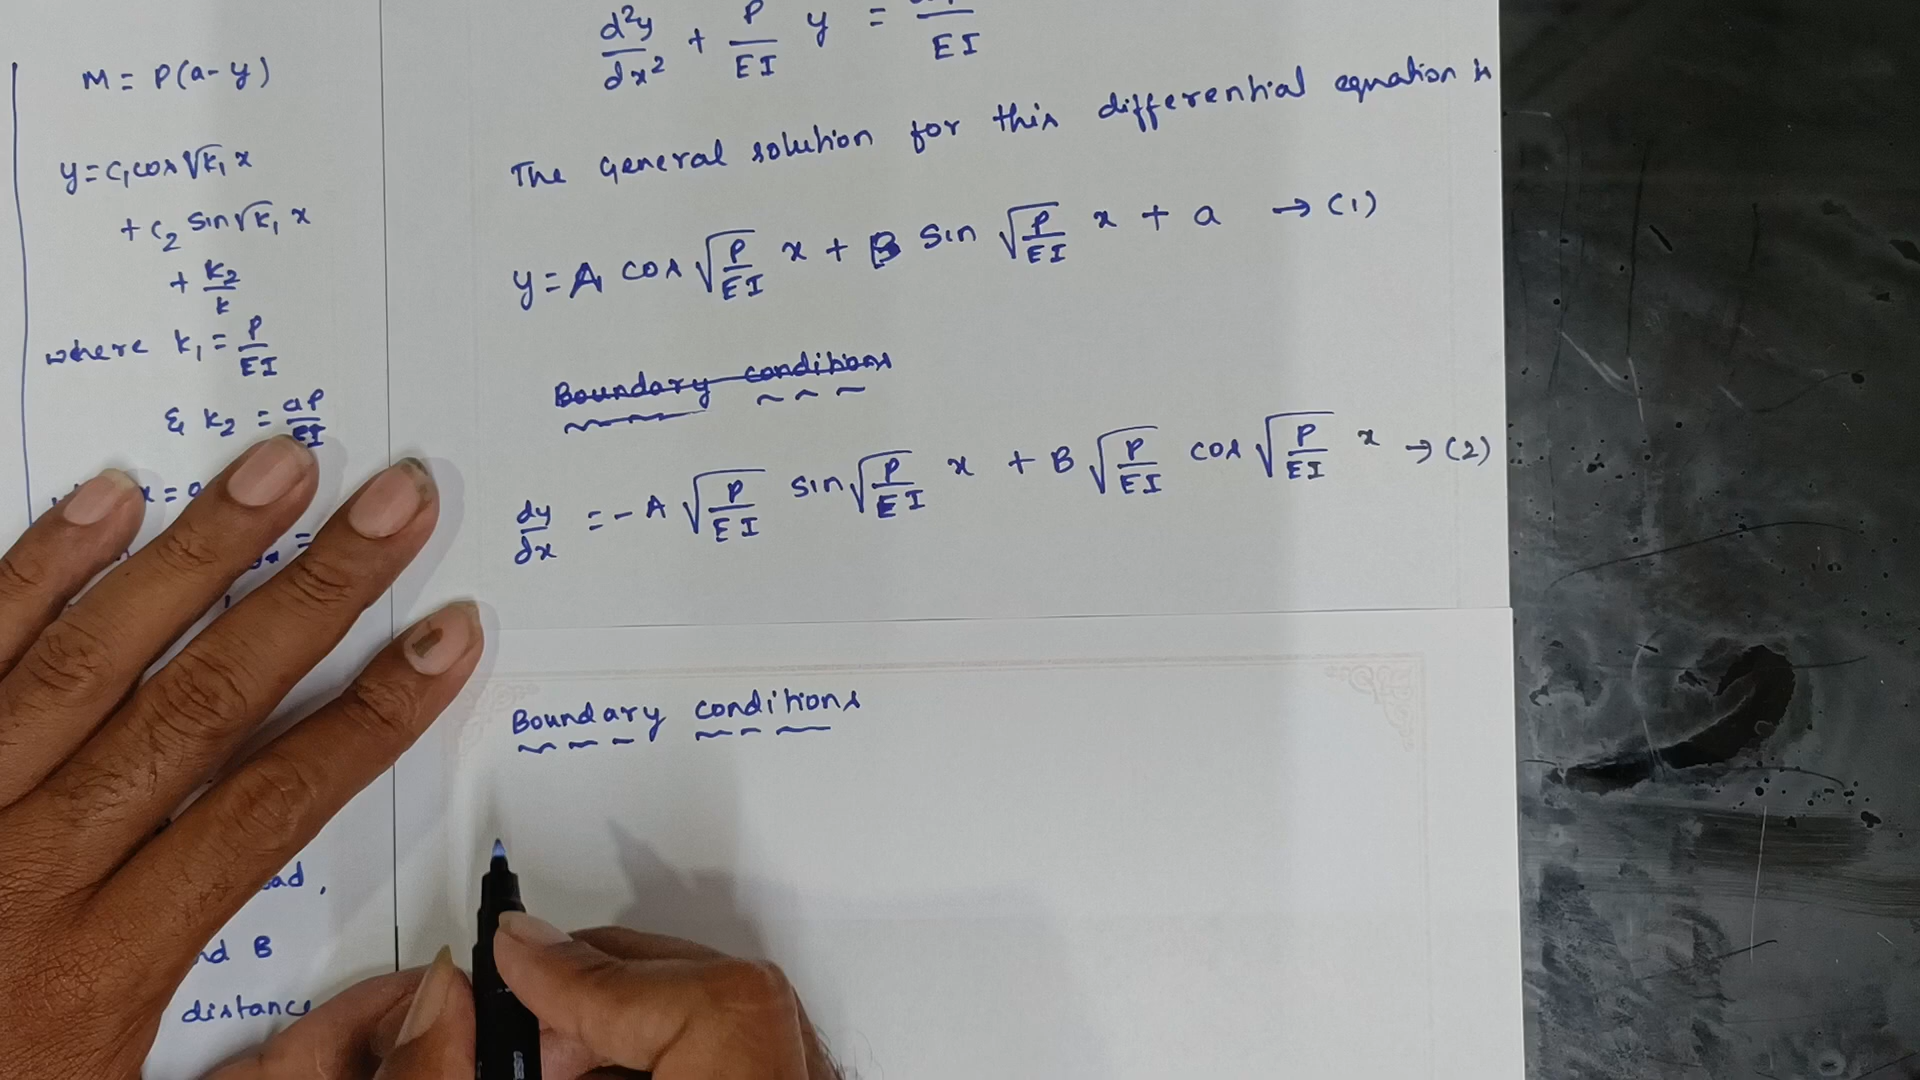 M = P(a-y)
y = C₁ cos √K₁ x
+ C₂ sin √K₁ x
+ K₂/K
where K₁ = P/EI
& K₂ = aP/EI
x = a
ad,
nd B
distance
d²y/dx² + P/EI y = /EI
The General solution for this differential equation is
y = A cos √(P/EI) x + B sin √(P/EI) x + a → (1)
Boundary conditions
dy/dx = -A √(P/EI) sin √(P/EI) x + B √(P/EI) cos √(P/EI) x → (2)
Boundary conditions